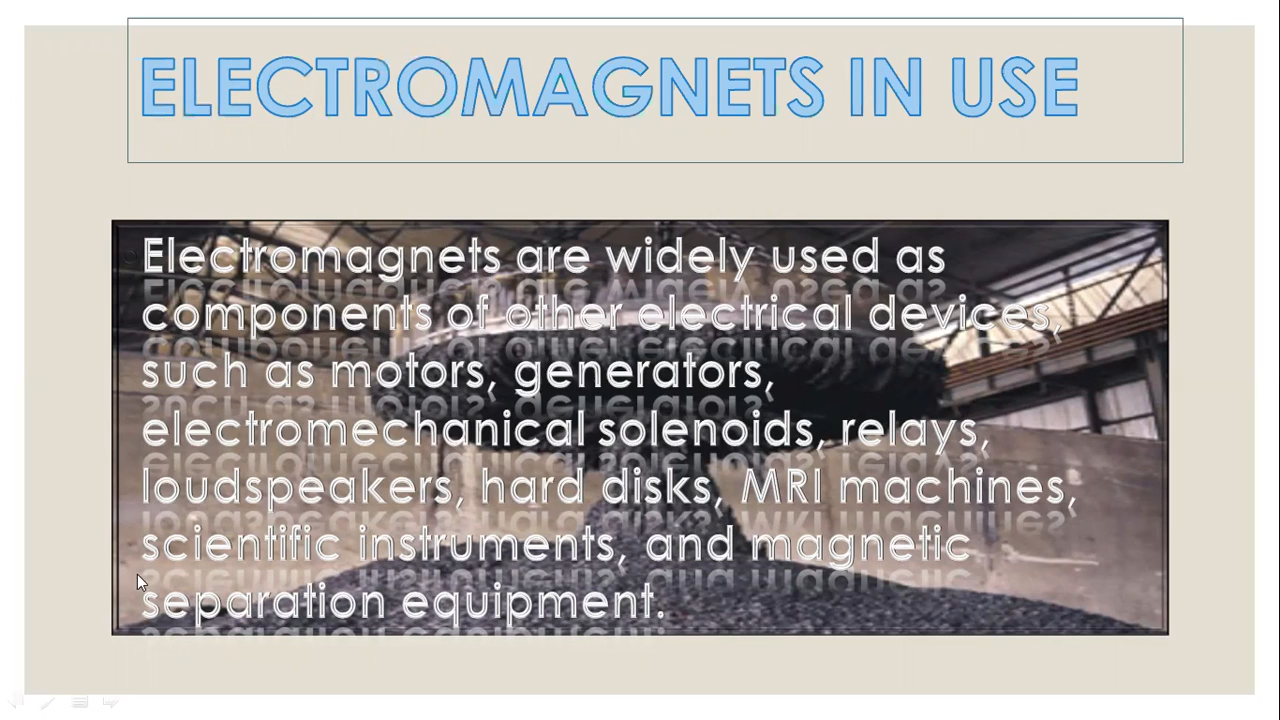 ELECTROMAGNETS IN USE
Electromagnets are widely used as
components of other electrical devices,
such as motors, generators,
electromechanical solenoids, relays,
loudspeakers, hard disks, MRI machines,
scientific instruments, and magnetic
separation equipment.